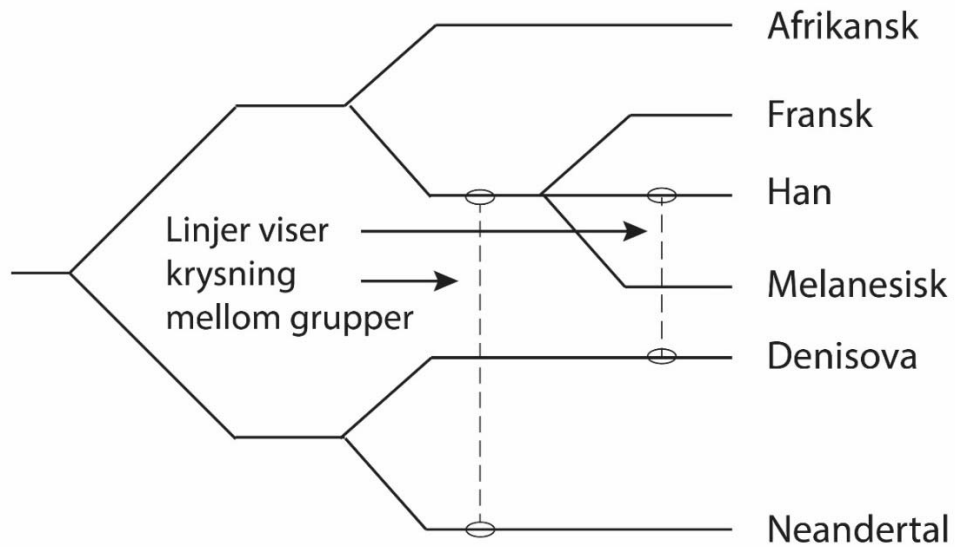 Afrikansk
Fransk
Han
Linjer viser
krysning
mellom grupper
Melanesisk
Denisova
Neandertal